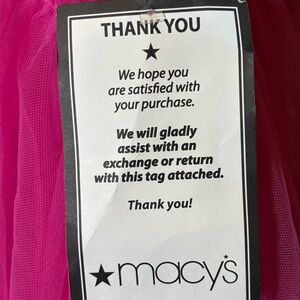 THANK YOU
★
We hope you
are satisfied with
your purchase.
We will gladly
assist with an
exchange or return
with this tag attached.
Thank you!
★macy's